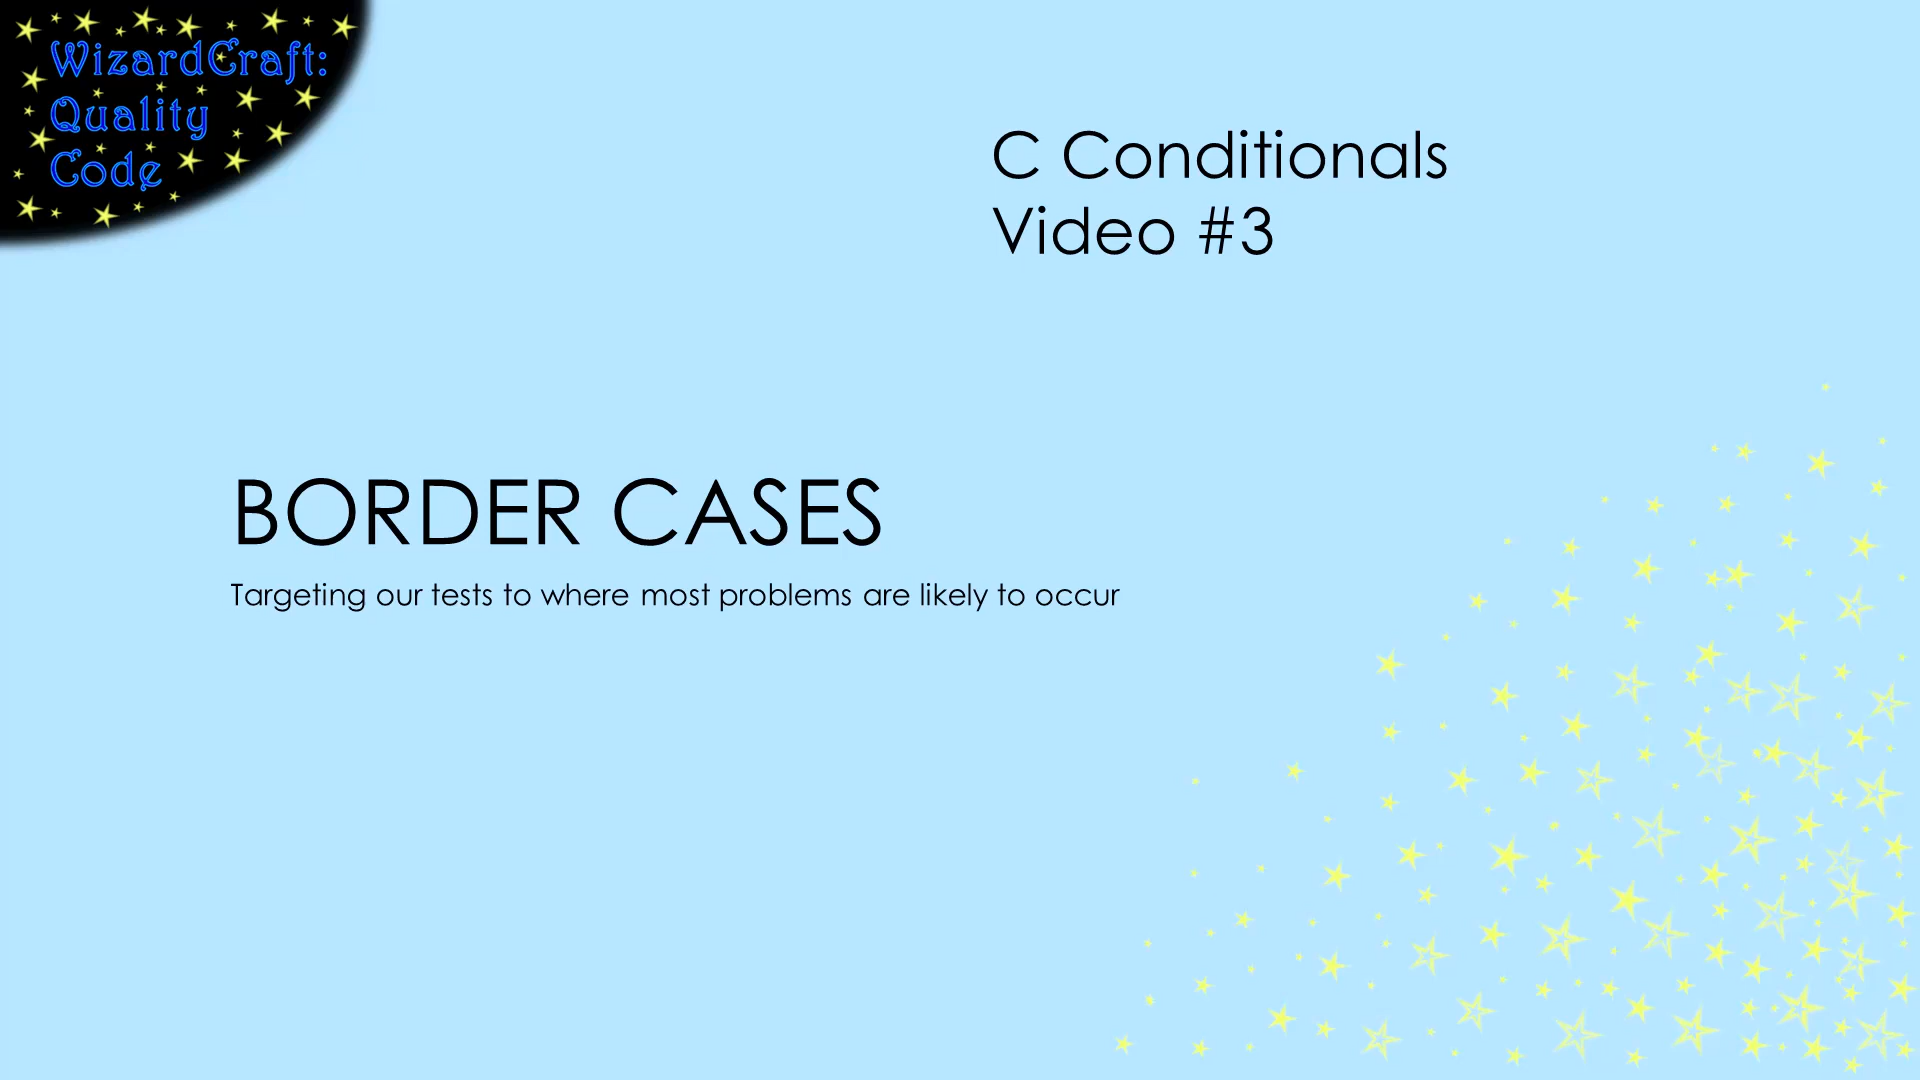 WizardCraft:
Quality
Code
C Conditionals
Video #3
BORDER CASES
Targeting our tests to where most problems are likely to occur